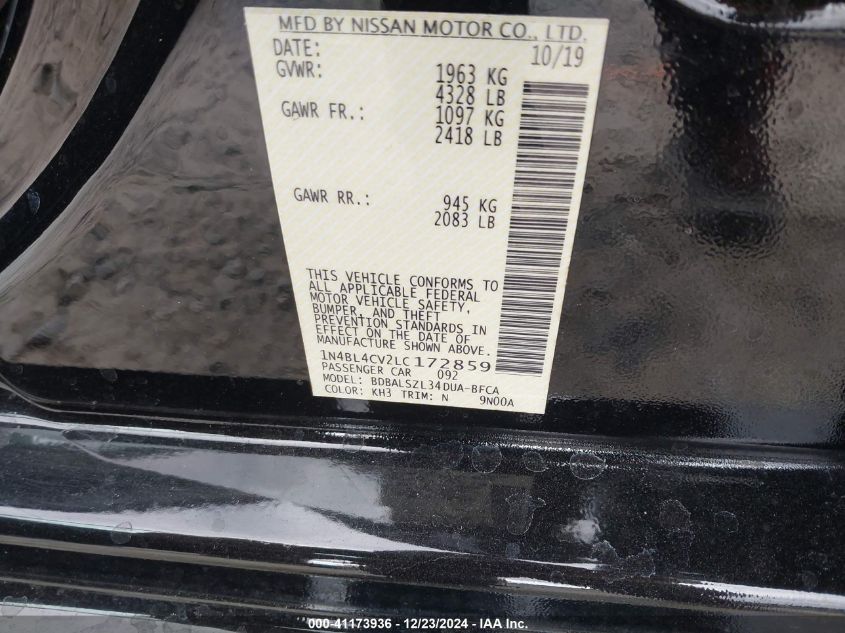 MFD BY NISSAN MOTOR CO., LTD.
DATE: 10/19
GVWR: 1963 KG
4328 LB
GAWR FR.: 1097 KG
2418 LB
GAWR RR.: 945 KG
2083 LB
THIS VEHICLE CONFORMS TO
ALL APPLICABLE FEDERAL
MOTOR VEHICLE SAFETY,
BUMPER, AND THEFT
PREVENTION STANDARDS IN
EFFECT ON THE DATE OF
MANUFACTURE SHOWN ABOVE.
1N4BL4CV2LC 172859
PASSENGER CAR 092
MODEL: BDBALSZL34DUA-BFCA
COLOR: KH3 TRIM: N 9N00A
000-41173936 - 12/23/2024 - IAA Inc.